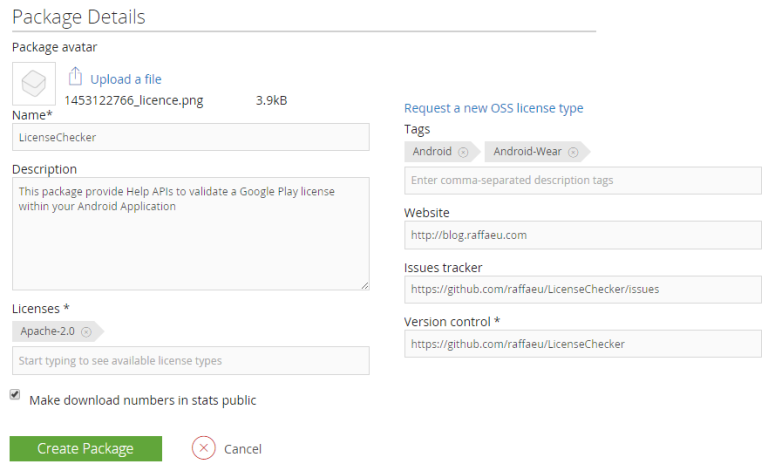 Package Details
Package avatar
Upload a file
1453122766_licence.png 3.9kB
Name*
LicenseChecker
Description
This package provide Help APIs to validate a Google Play license
within your Android Application
Licenses *
Apache-2.0
Start typing to see available license types
Make download numbers in stats public
Create Package
Cancel
Request a new OSS license type
Tags
Android Android-Wear
Enter comma-separated description tags
Website
http://blog.raffaeu.com
Issues tracker
https://github.com/raffaeu/LicenseChecker/issues
Version control *
https://github.com/raffaeu/LicenseChecker